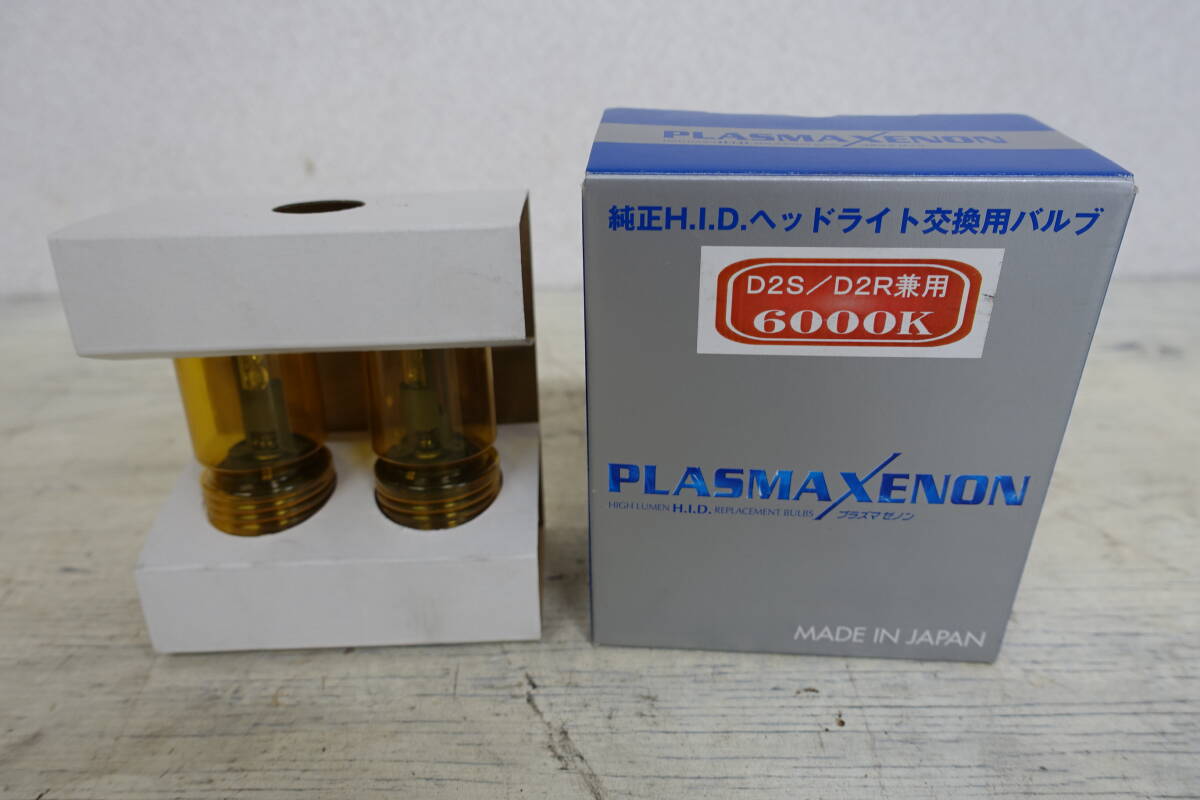 PLASMAXENON
純正H.I.D.ヘッドライト交換用バルブ
D2S/D2R兼用
6000K
PLASMAXENON
HIGH LUMEN H.I.D. REPLACEMENT BULBS プラズマゼノン
MADE IN JAPAN